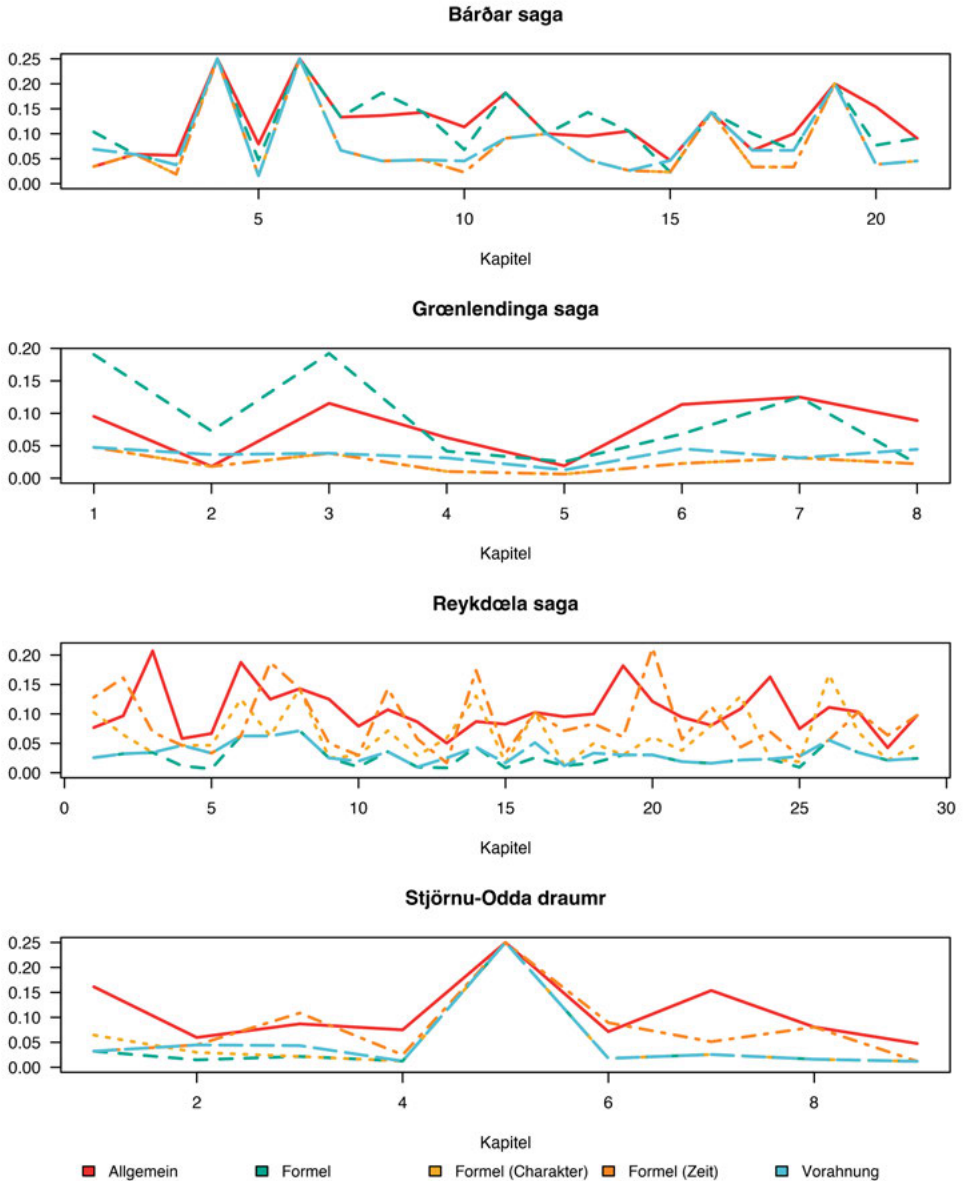 Bárðar saga
0.25
0.20
0.15
0.10
0.05
0.00
5 10 15 20
Kapitel
Grœnlendinga saga
0.20
0.15
0.10
0.05
0.00
1 2 3 4 5 6 7 8
Kapitel
Reykdœla saga
0.20
0.15
0.10
0.05
0.00
0 5 10 15 20 25 30
Kapitel
Stjörnu-Odda draumr
0.25
0.20
0.15
0.10
0.05
0.00
2 4 6 8
Kapitel
Allgemein Formel Formel (Charakter) Formel (Zeit) Vorahnung